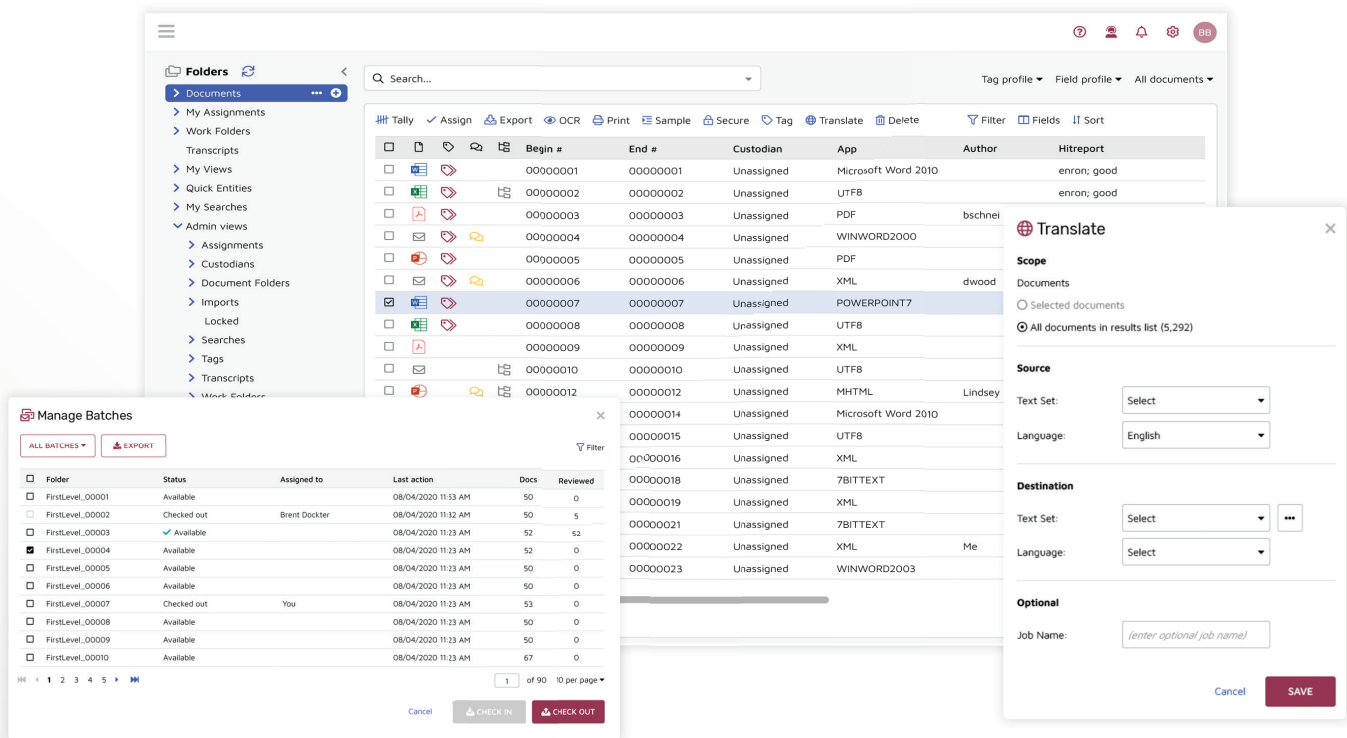 BB
Folders
Search...
Tag profile Field profile All documents
Documents
My Assignments
Work Folders
Transcripts
My Views
Quick Entities
My Searches
Admin views
Assignments
Custodians
Document Folders
Imports
Locked
Searches
Tags
Transcripts
Work Folders
Tally Assign Export OCR Print Sample Secure Tag Translate Delete Filter Fields Sort
Begin # End # Custodian App Author Hitreport
00000001 00000001 Unassigned Microsoft Word 2010 enron; good
00000002 00000002 Unassigned UTF8 enron; good
00000003 00000003 Unassigned PDF bschnei
00000004 00000004 Unassigned WINWORD2000
00000005 00000005 Unassigned PDF
00000006 00000006 Unassigned XML dwood
00000007 00000007 Unassigned POWERPOINT7
00000008 00000008 Unassigned UTF8
00000009 00000009 Unassigned XML
00000010 00000010 Unassigned UTF8
00000012 00000012 Unassigned MHTML Lindsey
00000014 Unassigned Microsoft Word 2010
00000015 Unassigned UTF8
00000016 Unassigned XML
00000018 Unassigned 7BITTEXT
00000019 Unassigned XML
00000021 Unassigned 7BITTEXT
00000022 Unassigned XML Me
00000023 Unassigned WINWORD2003
Translate
Scope
Documents
Selected documents
All documents in results list (5,292)
Source
Text Set: Select
Language: English
Destination
Text Set: Select •••
Language: Select
Optional
Job Name: (enter optional job name)
Cancel SAVE
Manage Batches
ALL BATCHES EXPORT Filter
Folder Status Assigned to Last action Docs Reviewed
FirstLevel_00001 Available 08/04/2020 11:53 AM 50 0
FirstLevel_00002 Checked out Brent Dockter 08/04/2020 11:32 AM 50 5
FirstLevel_00003 Available 08/04/2020 11:23 AM 52 52
FirstLevel_00004 Available 08/04/2020 11:23 AM 52 0
FirstLevel_00005 Available 08/04/2020 11:23 AM 50 0
FirstLevel_00006 Available 08/04/2020 11:23 AM 50 0
FirstLevel_00007 Checked out You 08/04/2020 11:23 AM 53 0
FirstLevel_00008 Available 08/04/2020 11:23 AM 50 0
FirstLevel_00009 Available 08/04/2020 11:23 AM 50 0
FirstLevel_00010 Available 08/04/2020 11:23 AM 67 0
1 2 3 4 5 1 of 90 10 per page
Cancel CHECK IN CHECK OUT